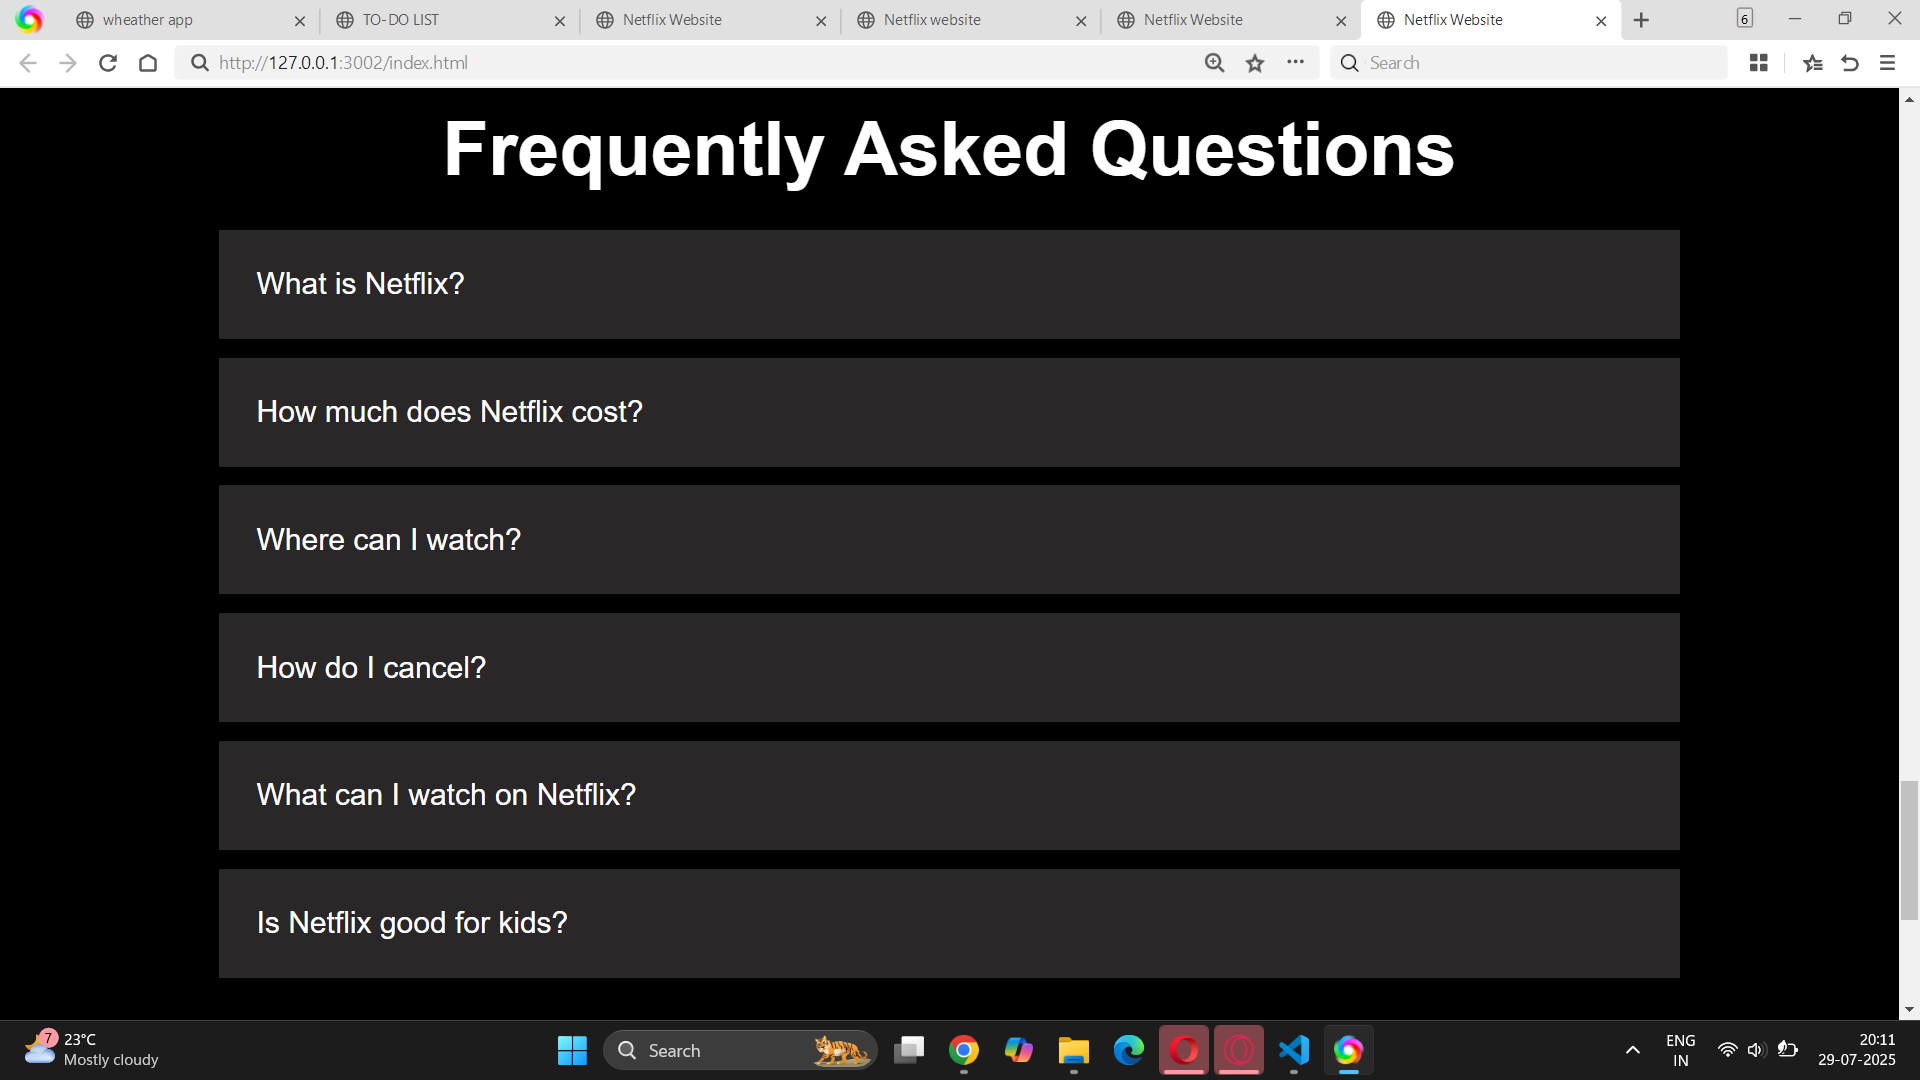 wheather app
TO-DO LIST
Netflix Website
Netflix website
Netflix Website
Netflix Website
6
http://127.0.0.1:3002/index.html
Search
Frequently Asked Questions
What is Netflix?
How much does Netflix cost?
Where can I watch?
How do I cancel?
What can I watch on Netflix?
Is Netflix good for kids?
7
23°C
Mostly cloudy
Search
ENG
IN
20:11
29-07-2025